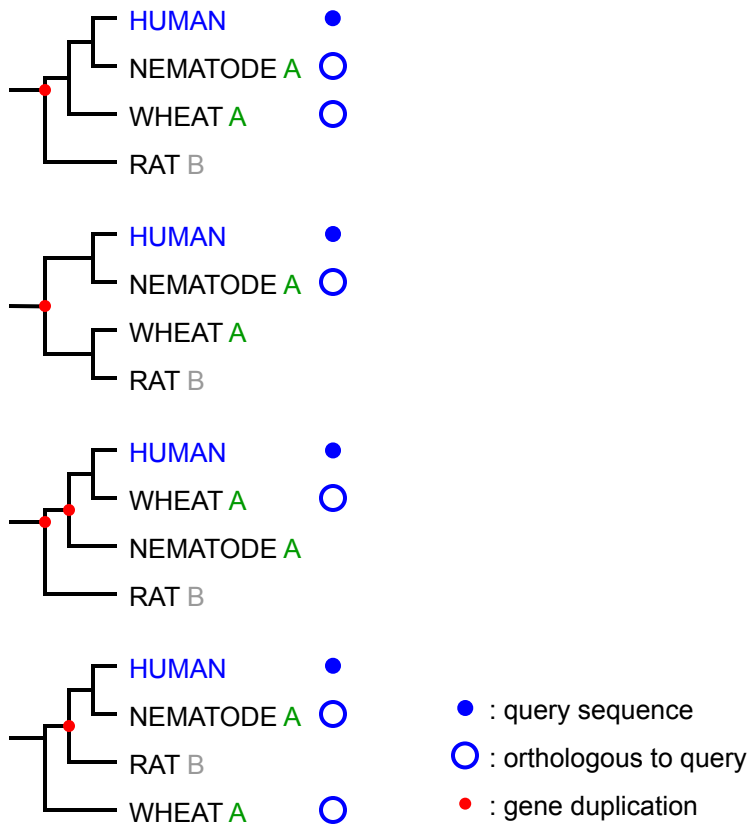 HUMAN
NEMATODE A
WHEAT A
RAT B
HUMAN
NEMATODE A
WHEAT A
RAT B
HUMAN
WHEAT A
NEMATODE A
RAT B
HUMAN
NEMATODE A
RAT B
WHEAT A
: query sequence
: orthologous to query
: gene duplication